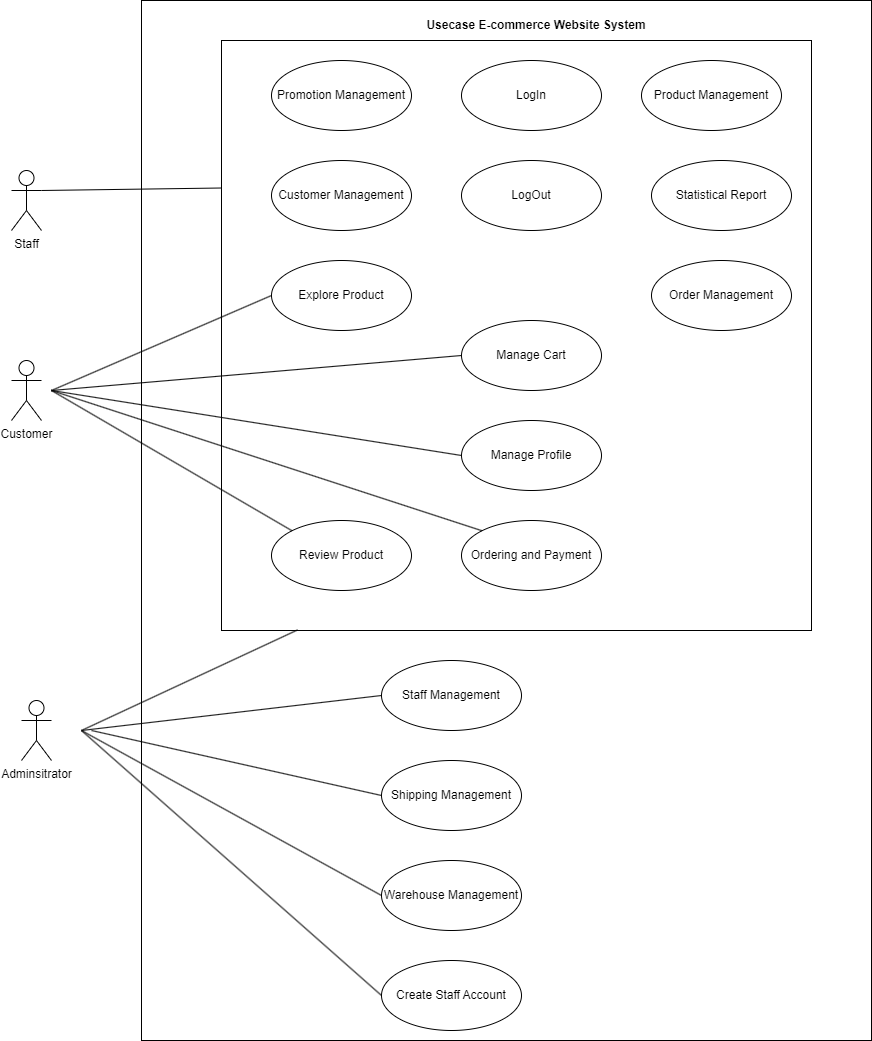 Usecase E-commerce Website System
Promotion Management
LogIn
Product Management
Customer Management
LogOut
Statistical Report
Staff
Explore Product
Order Management
Manage Cart
Customer
Manage Profile
Review Product
Ordering and Payment
Staff Management
Adminsitrator
Shipping Management
Warehouse Management
Create Staff Account